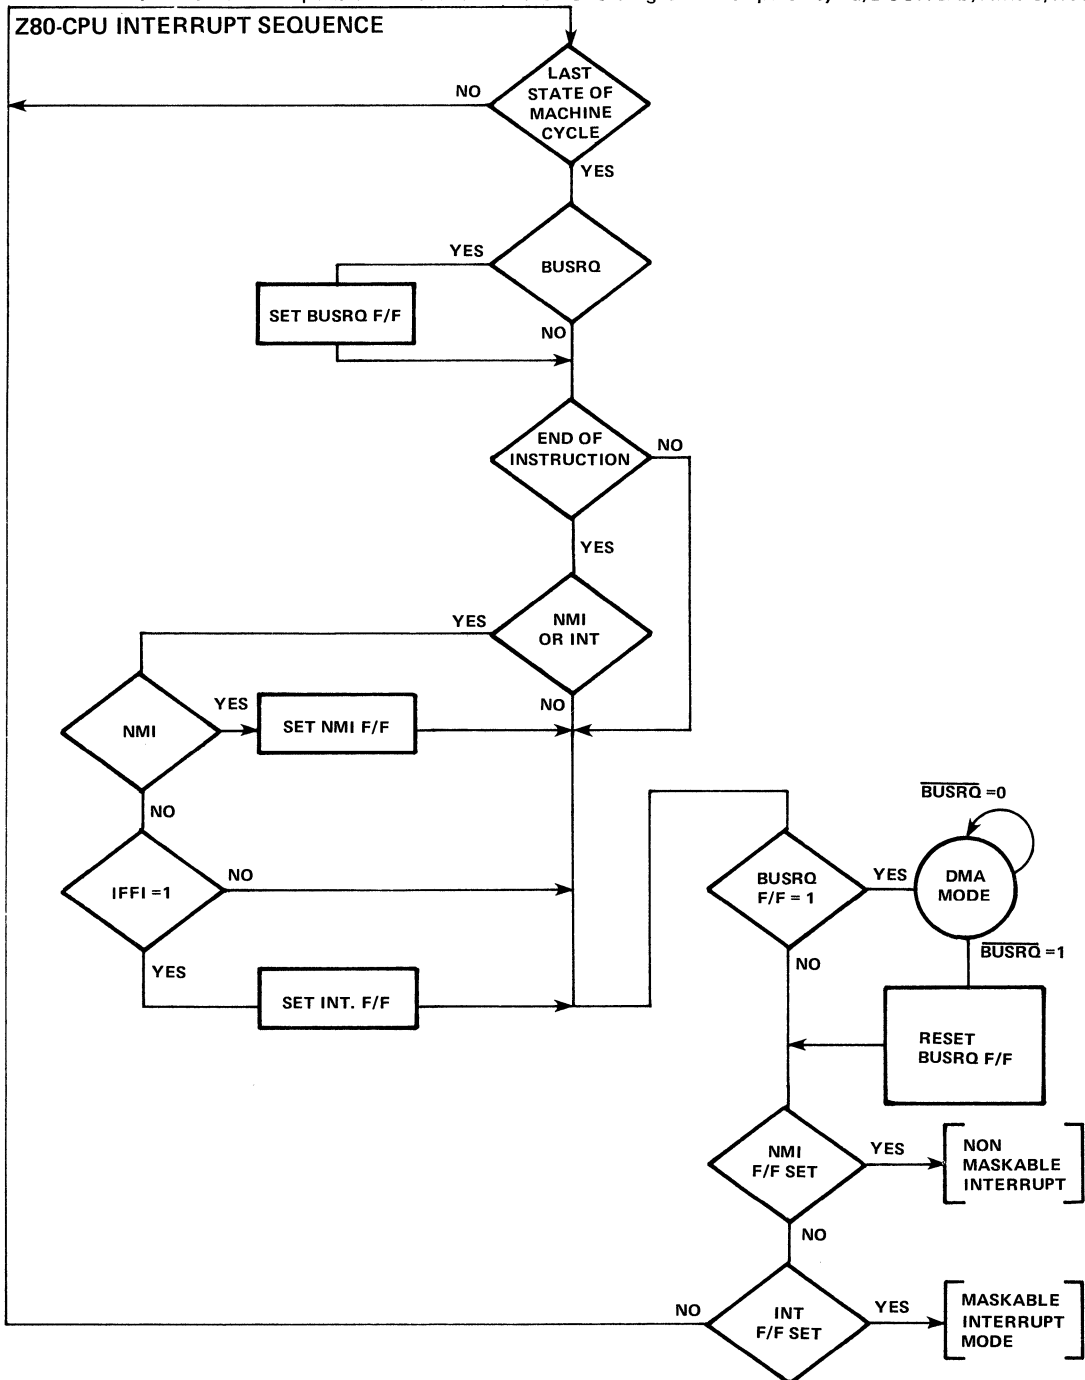 Z80-CPU INTERRUPT SEQUENCE
LAST
STATE OF
MACHINE
CYCLE
NO
YES
BUSRQ
YES
SET BUSRQ F/F
NO
END OF
INSTRUCTION
NO
YES
NMI
OR INT
YES
NO
NMI
YES
SET NMI F/F
NO
IFFI =1
NO
YES
SET INT. F/F
BUSRQ
F/F = 1
YES
DMA
MODE
BUSRQ =0
BUSRQ =1
NO
RESET
BUSRQ F/F
NMI
F/F SET
YES
NON
MASKABLE
INTERRUPT
NO
INT
F/F SET
NO
YES
MASKABLE
INTERRUPT
MODE